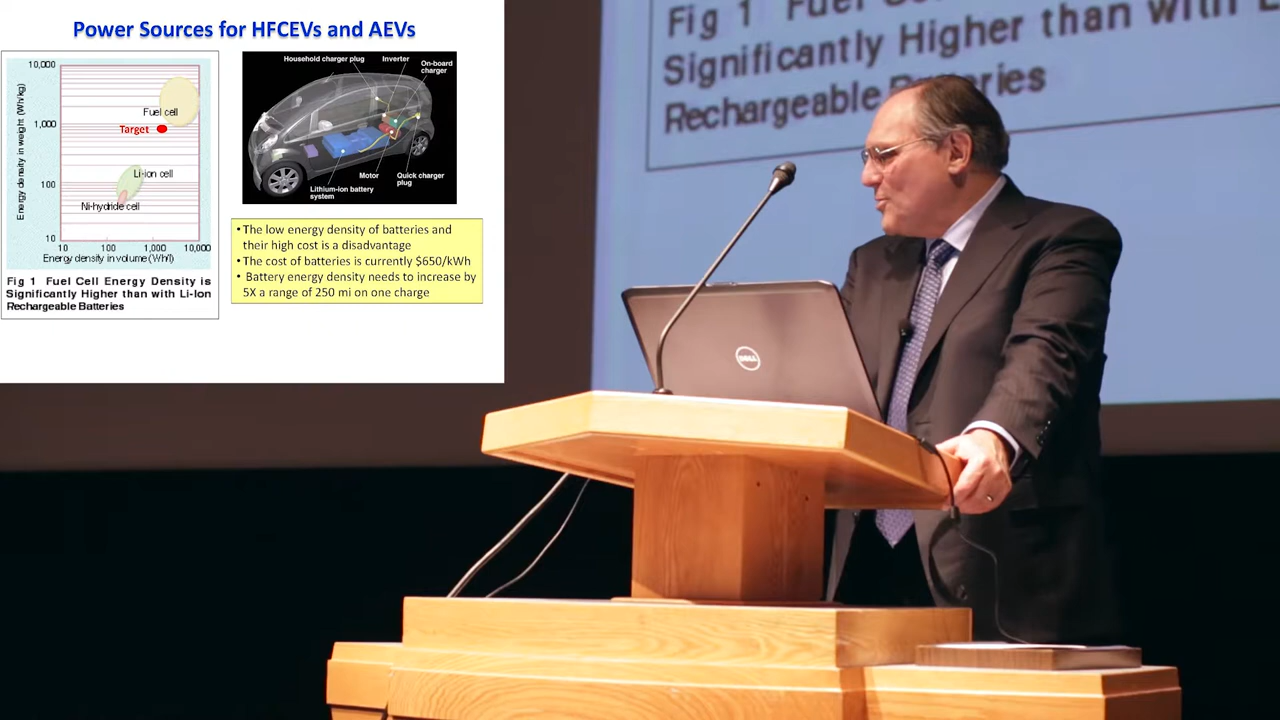 Power Sources for HFCEVs and AEVs
10,000
1,000
100
10
10
100
1,000
10,000
Energy density in weight (Wh/kg)
Energy density in volume (Wh/l)
Fuel cell
Target
Li-ion cell
Ni-hydride cell
Fig 1 Fuel Cell Energy Density is
Significantly Higher than with Li-Ion
Rechargeable Batteries
Household charger plug
Inverter
On-board
charger
Motor
Quick charger
plug
Lithium-ion battery
system
• The low energy density of batteries and
their high cost is a disadvantage
• The cost of batteries is currently $650/kWh
• Battery energy density needs to increase by
5X a range of 250 mi on one charge
Fig 1 Fuel
Significantly Higher than with
Rechargeable Batteries
DELL